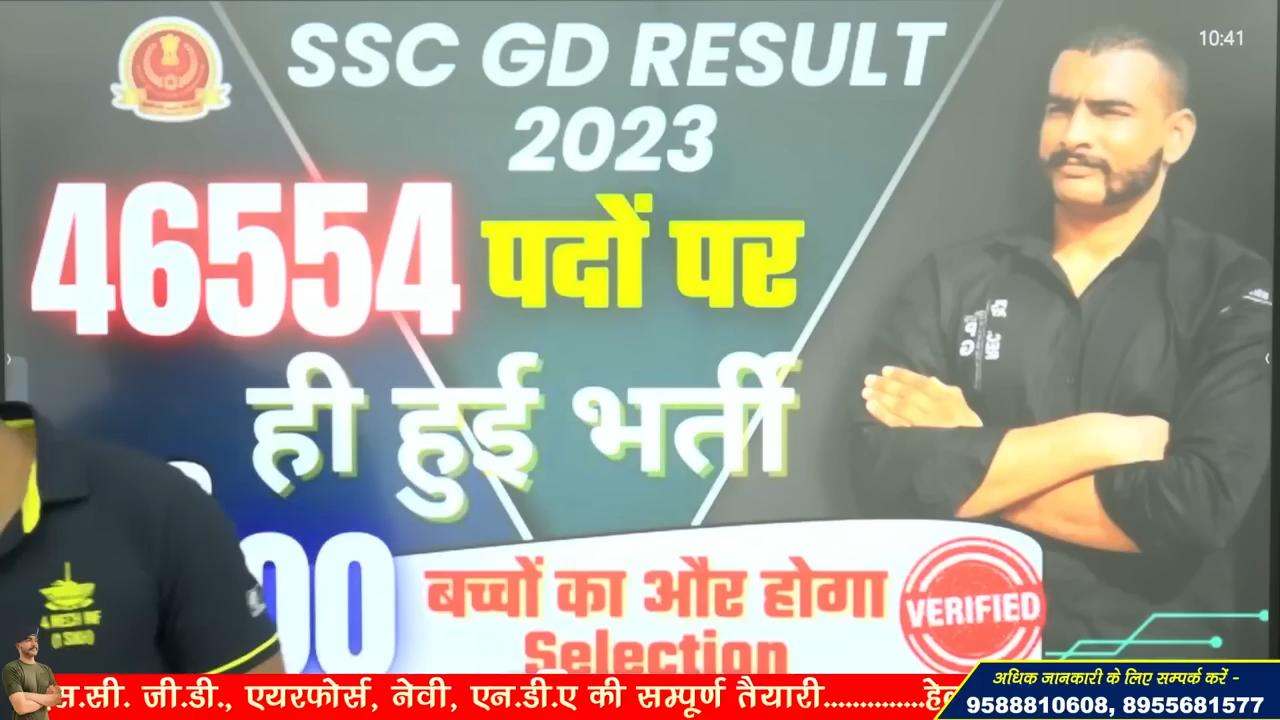 SSC GD RESULT
2023
10:41
46554 पदों पर
ही हुई भर्ती
00
बच्चों का और होगा
Selection
VERIFIED
स.सी. जी.डी., एयरफोर्स, नेवी, एन.डी.ए की सम्पूर्ण तैयारी...............हे
अधिक जानकारी के लिए सम्पर्क करें -
9588810608, 8955681577